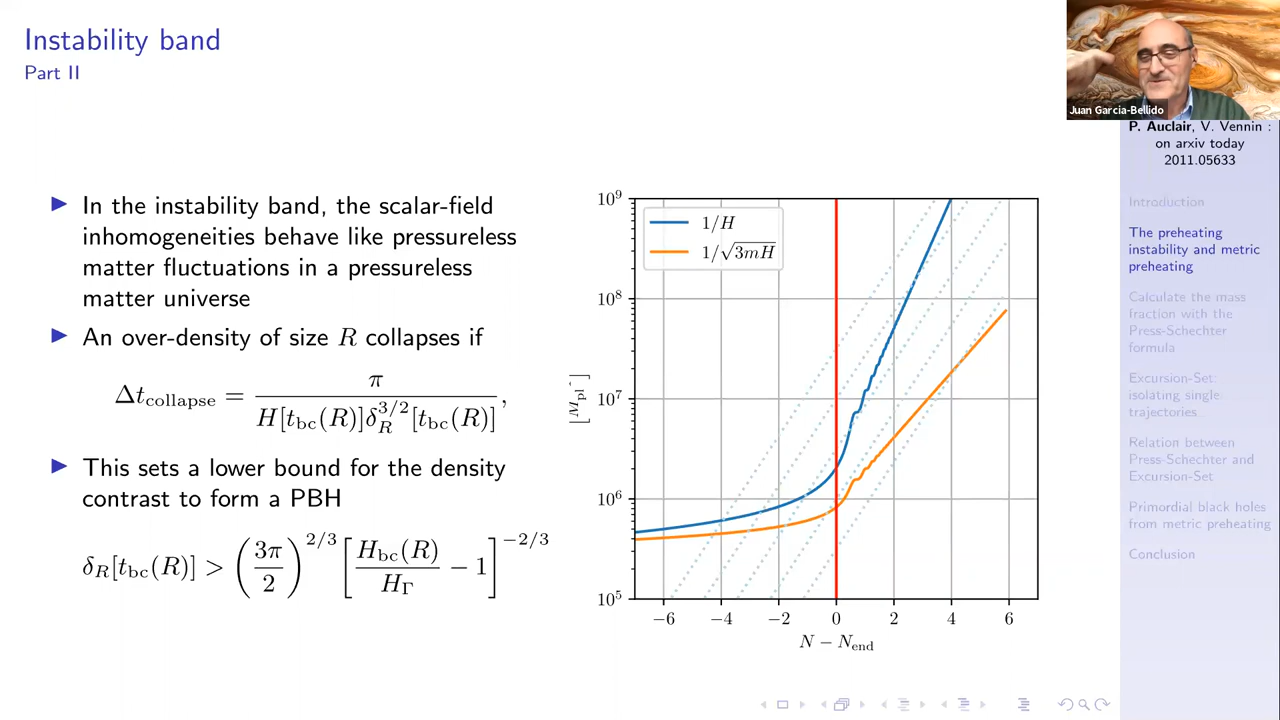 Instability band
Part II
▶ In the instability band, the scalar-field
inhomogeneities behave like pressureless
matter fluctuations in a pressureless
matter universe
▶ An over-density of size R collapses if
Δt_collapse = π / (H[t_bc(R)]δ_R^{3/2}[t_bc(R)]),
▶ This sets a lower bound for the density
contrast to form a PBH
δ_R[t_bc(R)] > (3π/2)^{2/3} [H_bc(R)/H_Γ − 1]^{−2/3}
1/H
1/√3mH
10^9
10^8
10^7
10^6
10^5
−6 −4 −2 0 2 4 6
N − N_end
Juan Garcia-Bellido
P. Auclair, V. Vennin :
on arxiv today
2011.05633
Introduction
The preheating
instability and metric
preheating
Calculate the mass
fraction with the
Press-Schechter
formula
Excursion-Set:
isolating single
trajectories
Relation between
Press-Schechter and
Excursion-Set
Primordial black holes
from metric preheating
Conclusion